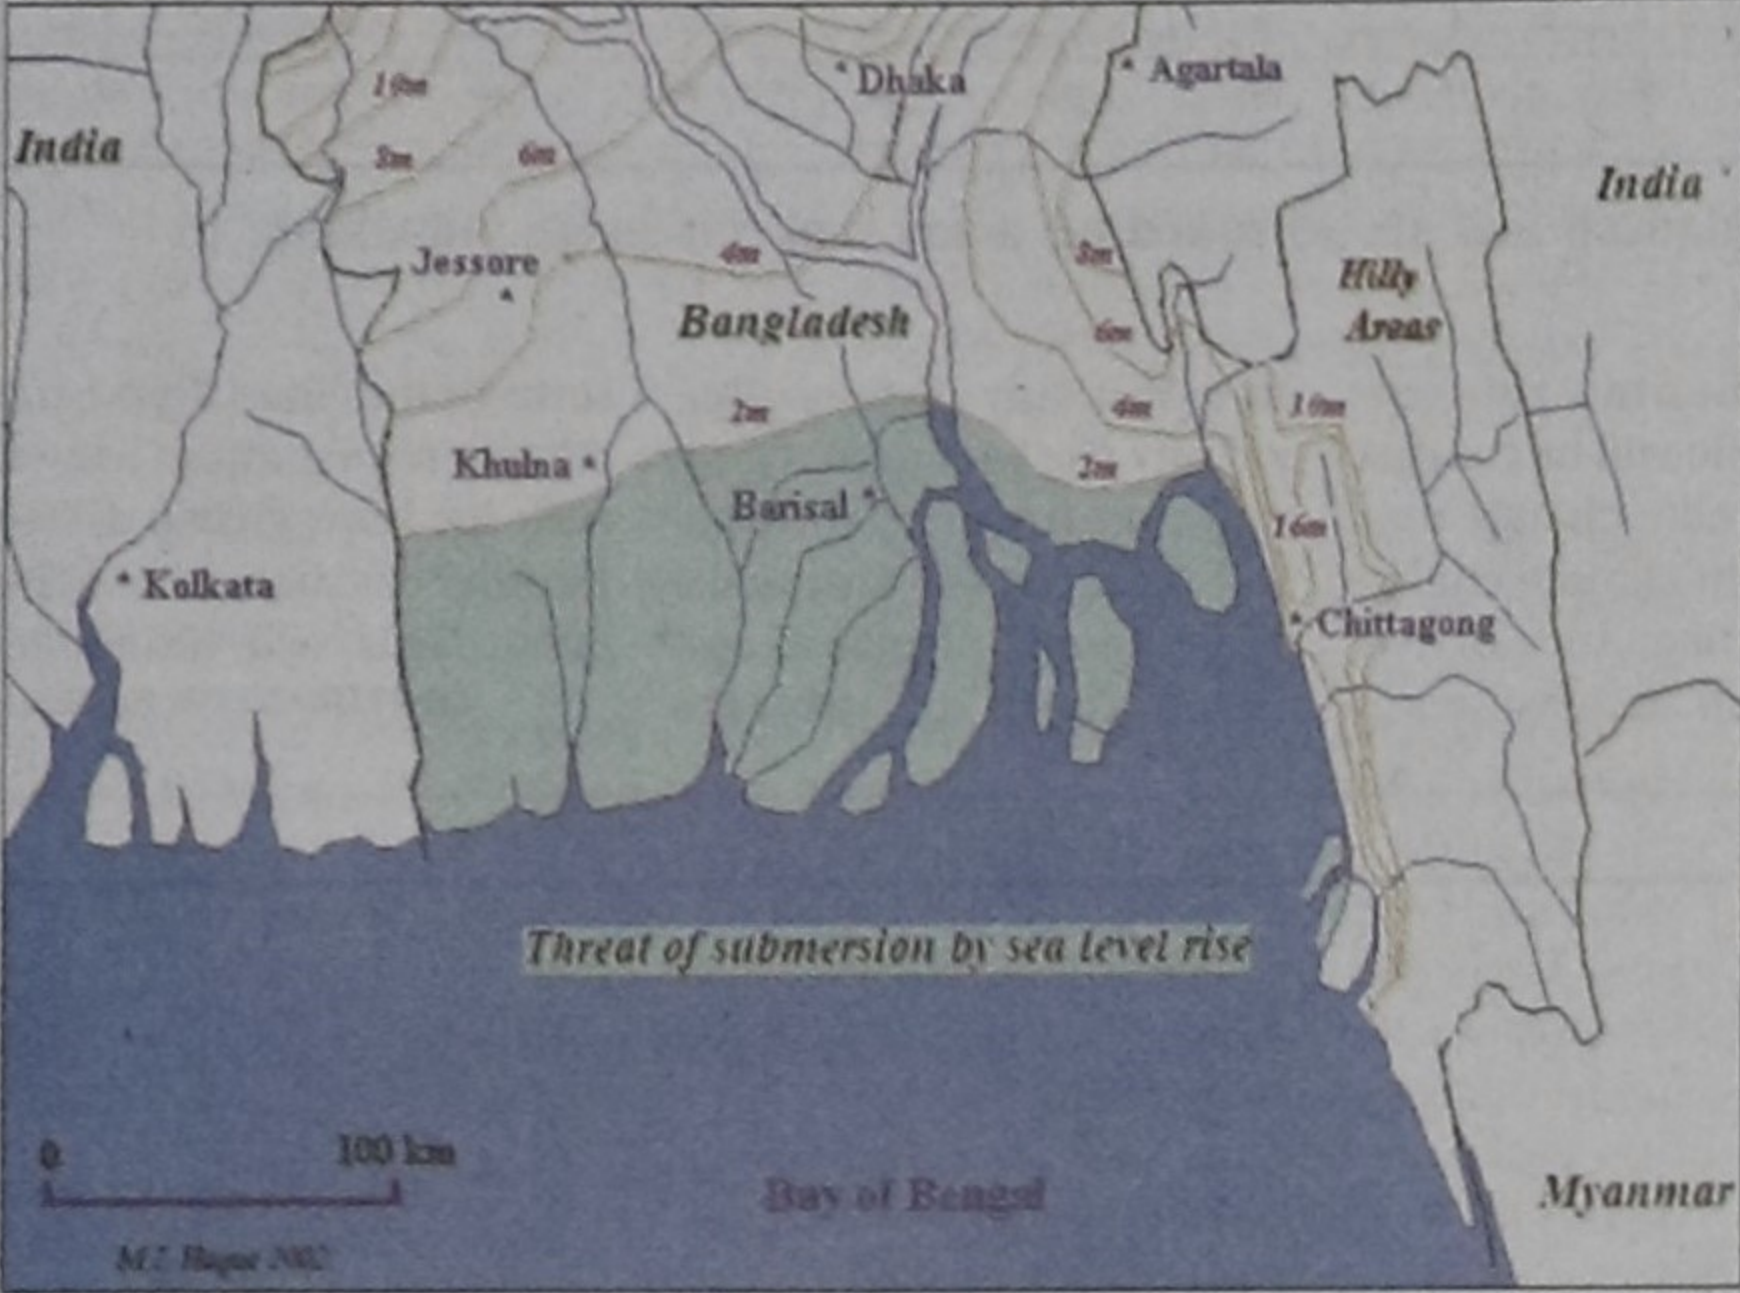 Dhaka
Agartala
10m
India
8m
6m
India
Jessore
4m
8m
Hilly
Areas
Bangladesh
6m
2m
4m
10m
Khulna
2m
Barisal
16m
Kolkata
Chittagong
Threat of submersion by sea level rise
0
100 km
Bay of Bengal
Myanmar